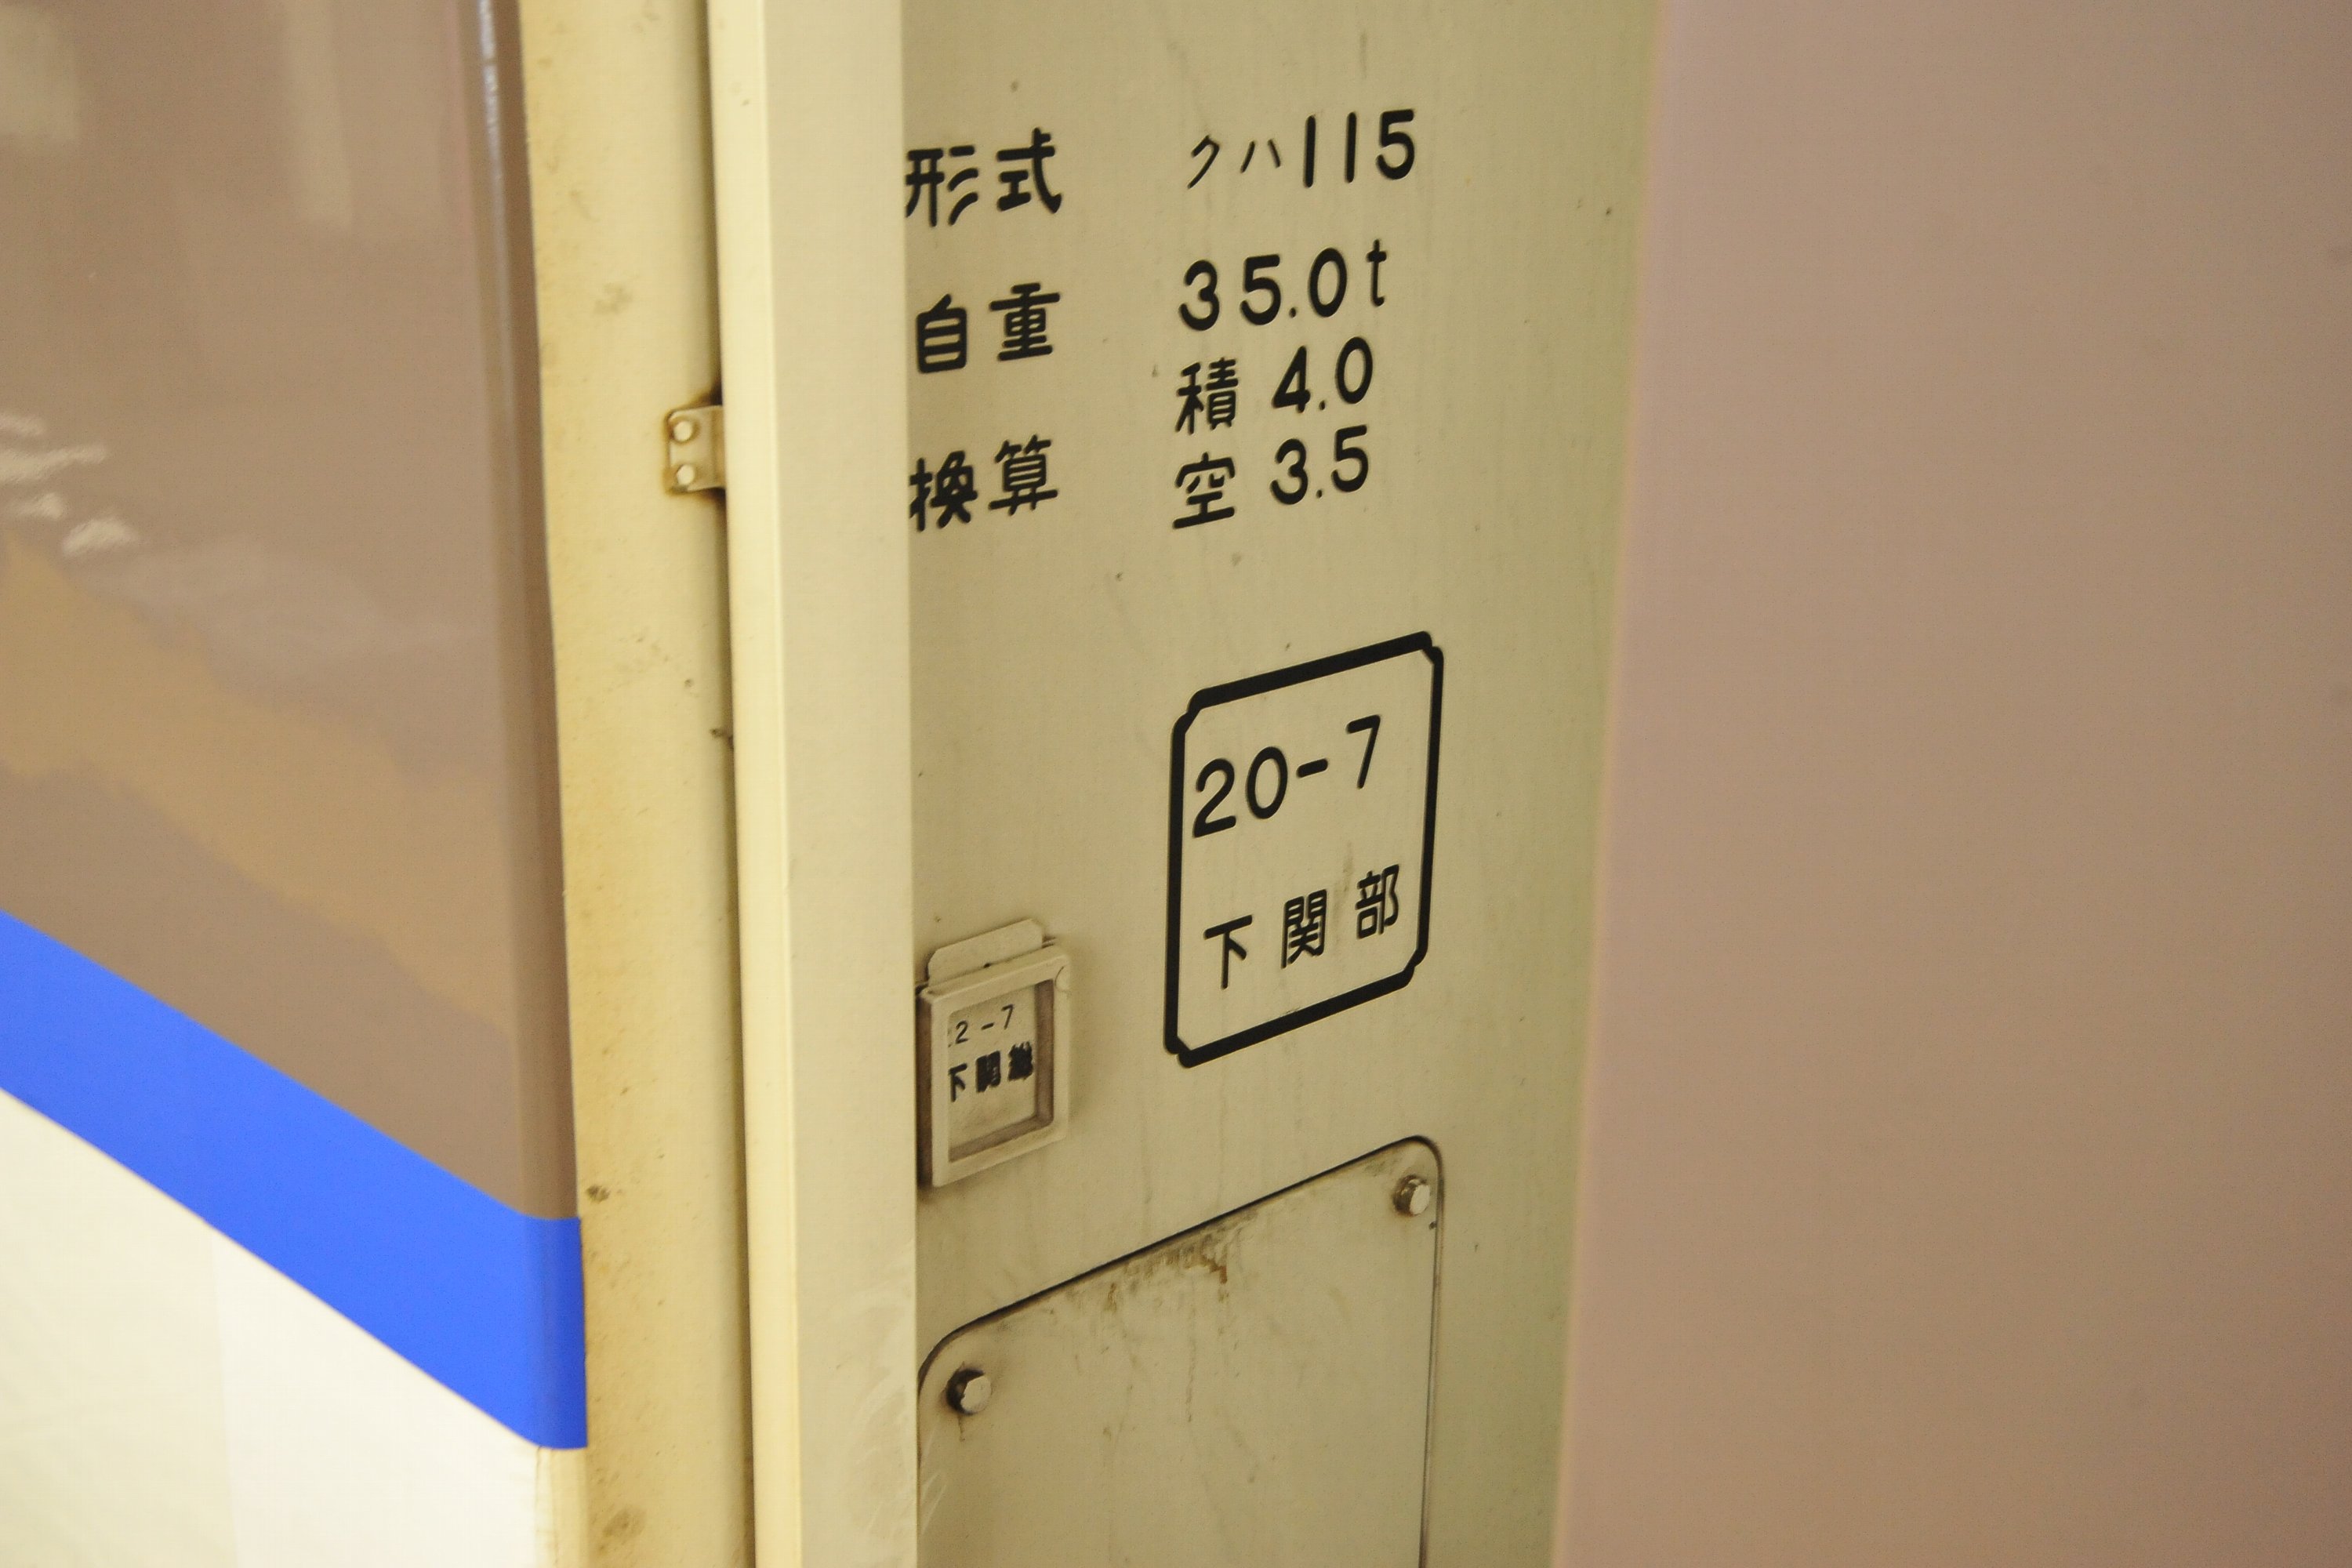 形式 クハ115
自重 35.0t
換算 積 4.0
空 3.5
20-7
下関部
22-7
下関総